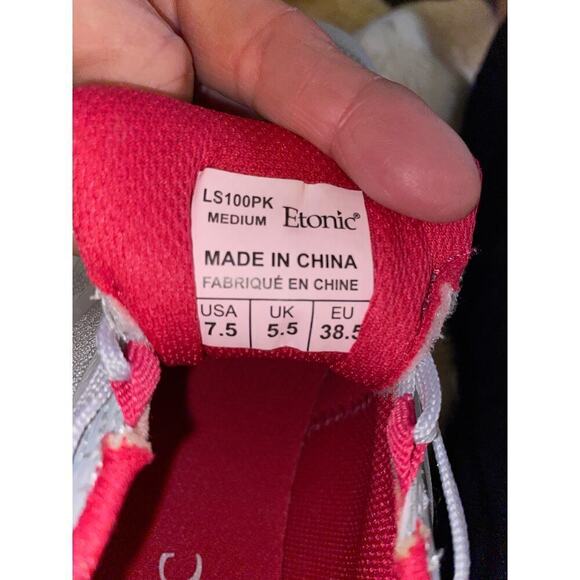 LS100PK
MEDIUM Etonic®
MADE IN CHINA
FABRIQUÉ EN CHINE
USA UK EU
7.5 5.5 38.5
C